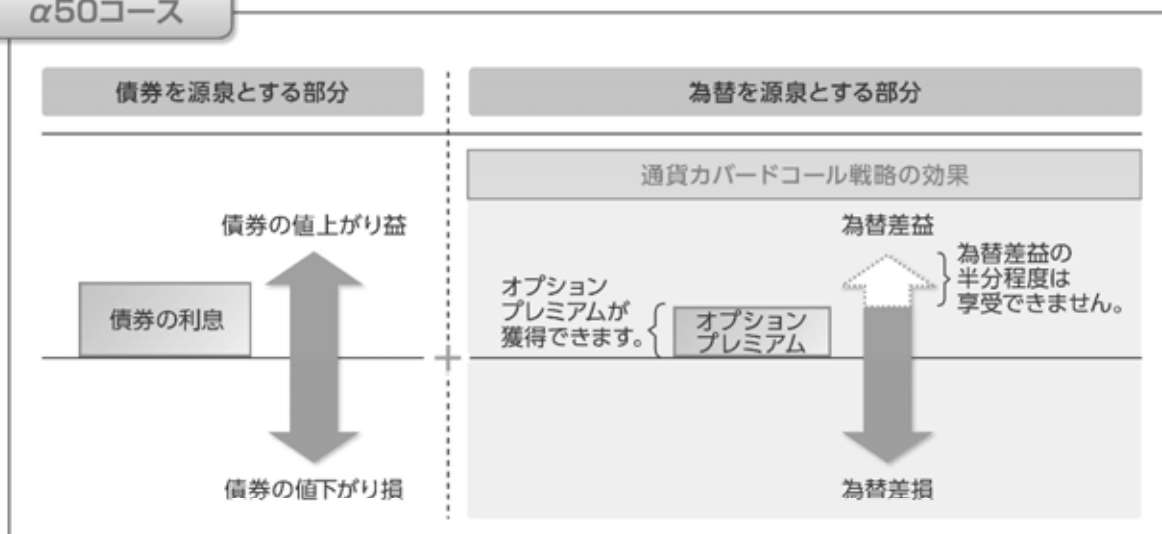 α50コース
債券を源泉とする部分
為替を源泉とする部分
通貨カバードコール戦略の効果
債券の値上がり益
債券の利息
債券の値下がり損
+
オプション
プレミアムが
獲得できます。
オプション
プレミアム
為替差益
為替差益の
半分程度は
享受できません。
為替差損